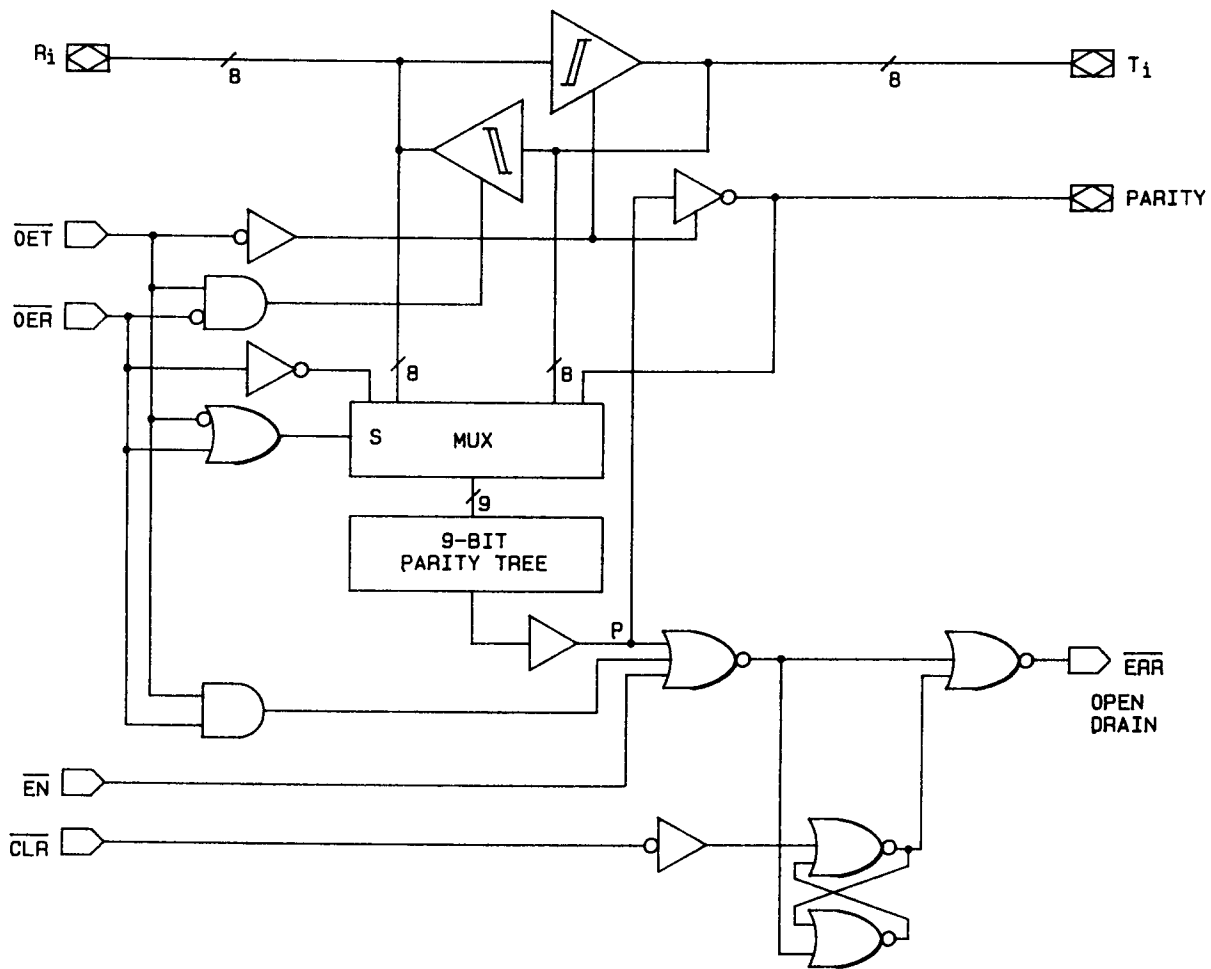 Ri
8
8
Ti
PARITY
OET
OER
8
8
S
MUX
9
9-BIT
PARITY TREE
P
ERR
OPEN
DRAIN
EN
CLR